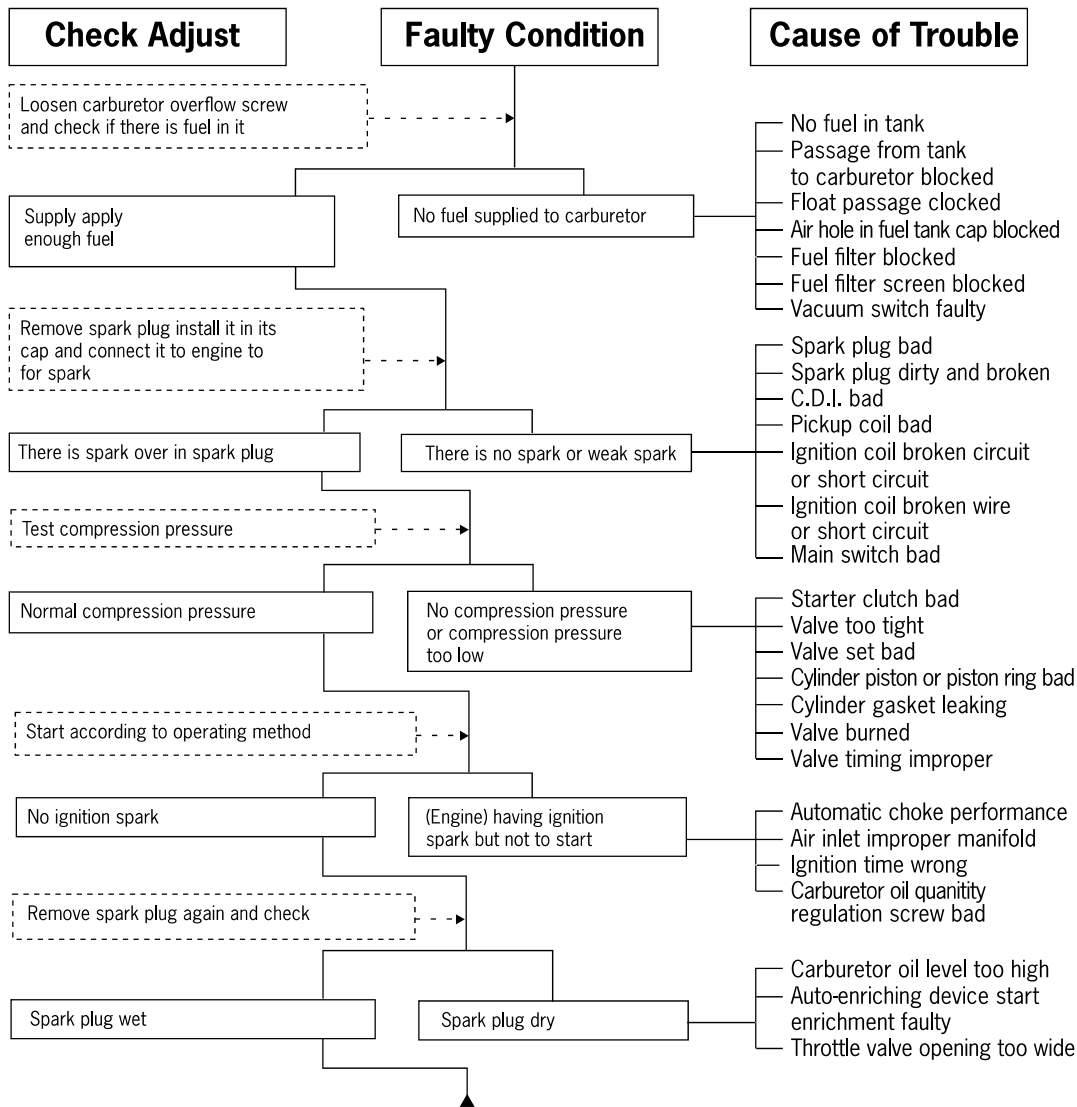 Check Adjust
Faulty Condition
Cause of Trouble
Loosen carburetor overflow screw
and check if there is fuel in it
Supply apply
enough fuel
No fuel supplied to carburetor
No fuel in tank
Passage from tank
to carburetor blocked
Float passage clocked
Air hole in fuel tank cap blocked
Fuel filter blocked
Fuel filter screen blocked
Vacuum switch faulty
Remove spark plug install it in its
cap and connect it to engine to
for spark
There is spark over in spark plug
There is no spark or weak spark
Spark plug bad
Spark plug dirty and broken
C.D.I. bad
Pickup coil bad
Ignition coil broken circuit
or short circuit
Ignition coil broken wire
or short circuit
Main switch bad
Test compression pressure
Normal compression pressure
No compression pressure
or compression pressure
too low
Starter clutch bad
Valve too tight
Valve set bad
Cylinder piston or piston ring bad
Cylinder gasket leaking
Valve burned
Valve timing improper
Start according to operating method
No ignition spark
(Engine) having ignition
spark but not to start
Automatic choke performance
Air inlet improper manifold
Ignition time wrong
Carburetor oil quanitity
regulation screw bad
Remove spark plug again and check
Spark plug wet
Spark plug dry
Carburetor oil level too high
Auto-enriching device start
enrichment faulty
Throttle valve opening too wide